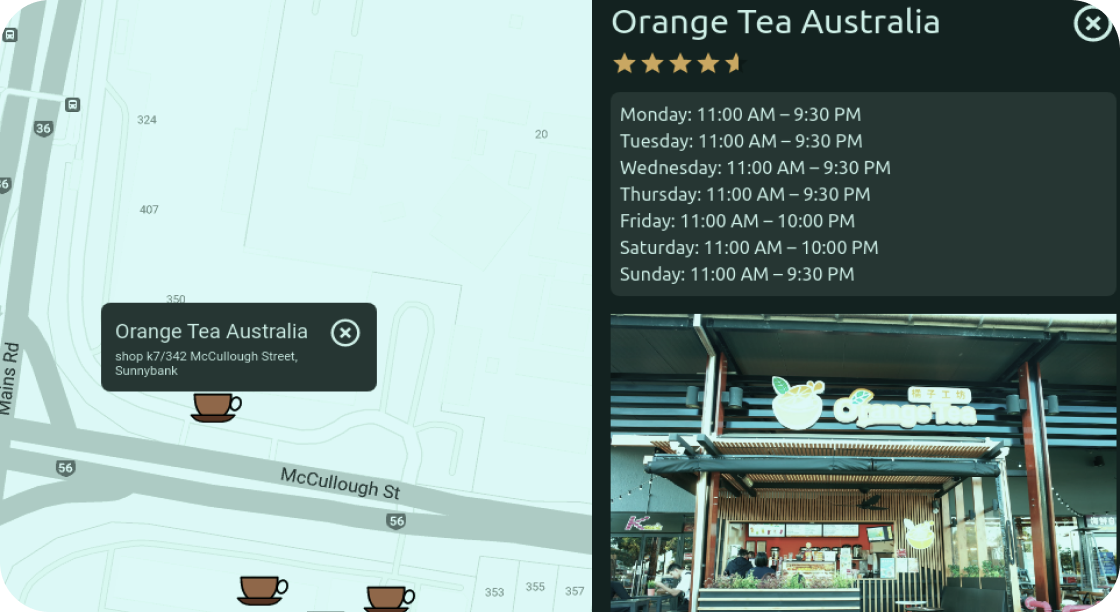 324
20
36
36
407
350
Orange Tea Australia
shop k7/342 McCullough Street,
Sunnybank
Mains Rd
56
McCullough St
56
353
355
357
Orange Tea Australia
Monday: 11:00 AM – 9:30 PM
Tuesday: 11:00 AM – 9:30 PM
Wednesday: 11:00 AM – 9:30 PM
Thursday: 11:00 AM – 9:30 PM
Friday: 11:00 AM – 10:00 PM
Saturday: 11:00 AM – 10:00 PM
Sunday: 11:00 AM – 9:30 PM
橘子工坊
Orange Tea